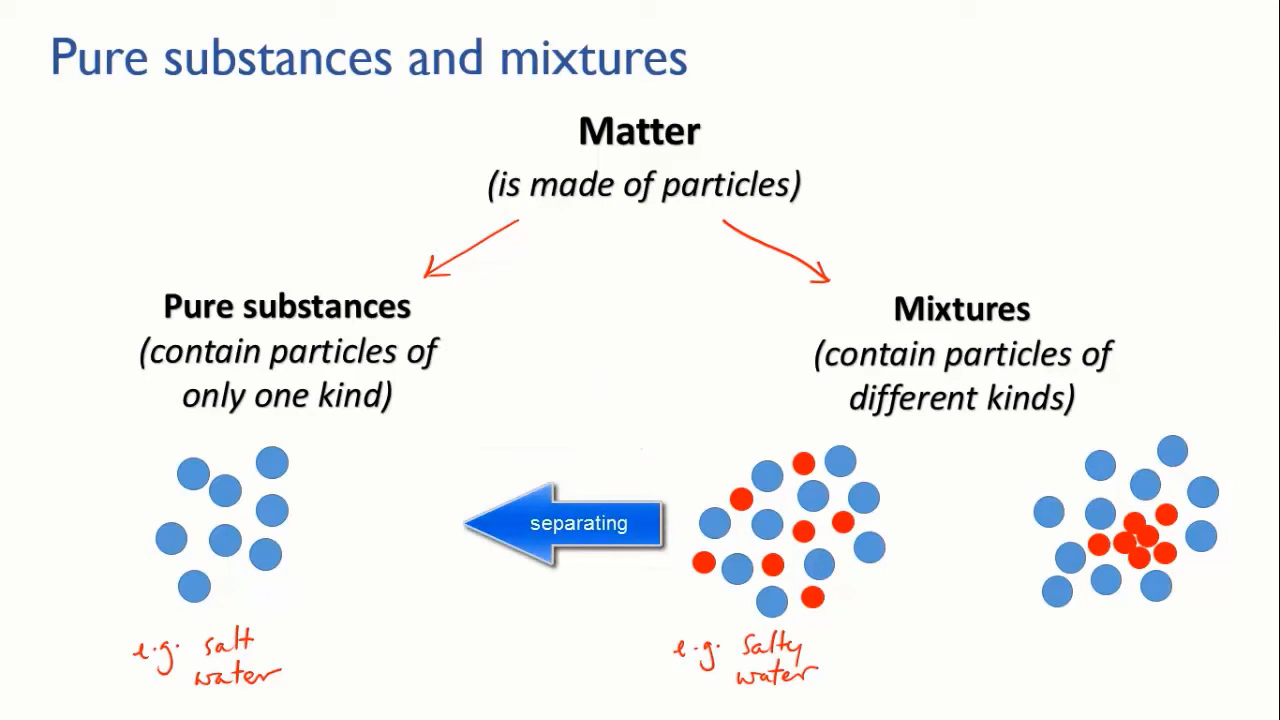 Pure substances and mixtures
Matter
(is made of particles)
Pure substances
(contain particles of
only one kind)
Mixtures
(contain particles of
different kinds)
separating
e.g. salt
water
e.g. salty
water